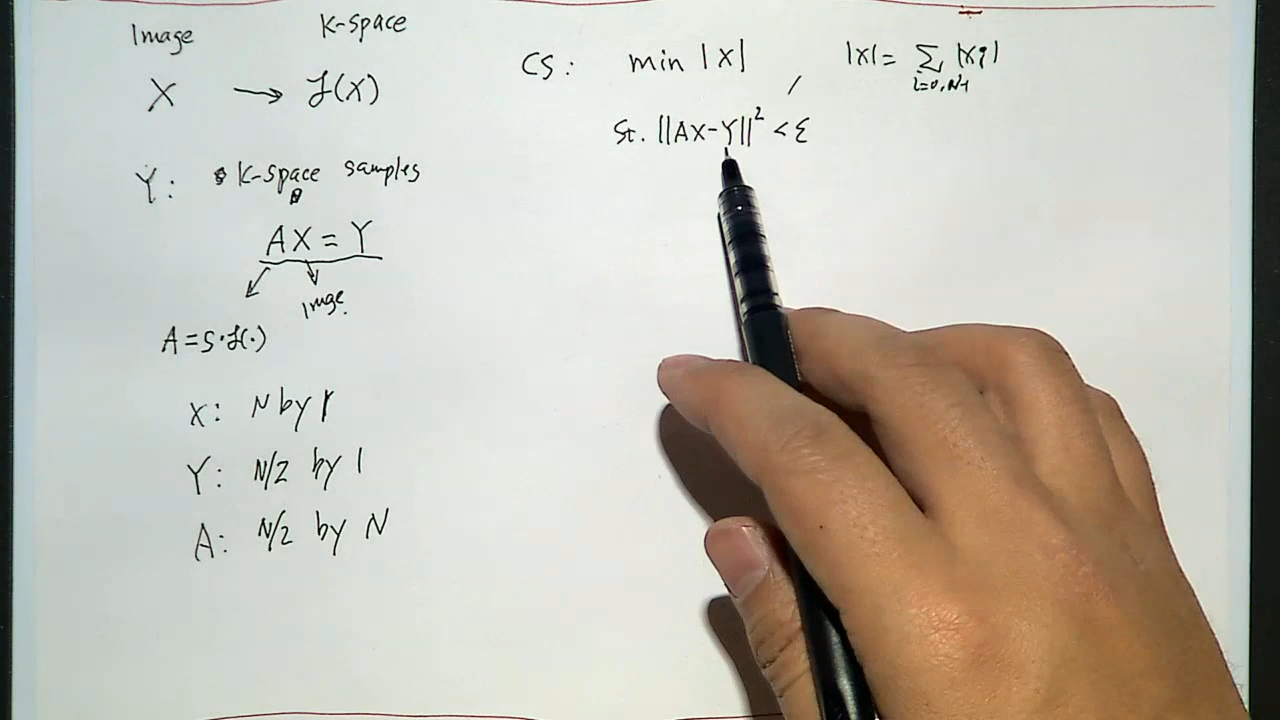 Image K-space
X → F(X)
Y: K-space samples
AX = Y
Image
A = S·F(·)
X: N by 1
Y: N/2 by 1
A: N/2 by N
CS: min |X| , |X| = Σ |Xi|
i=0,N-1
St. ||AX-Y||² < ε